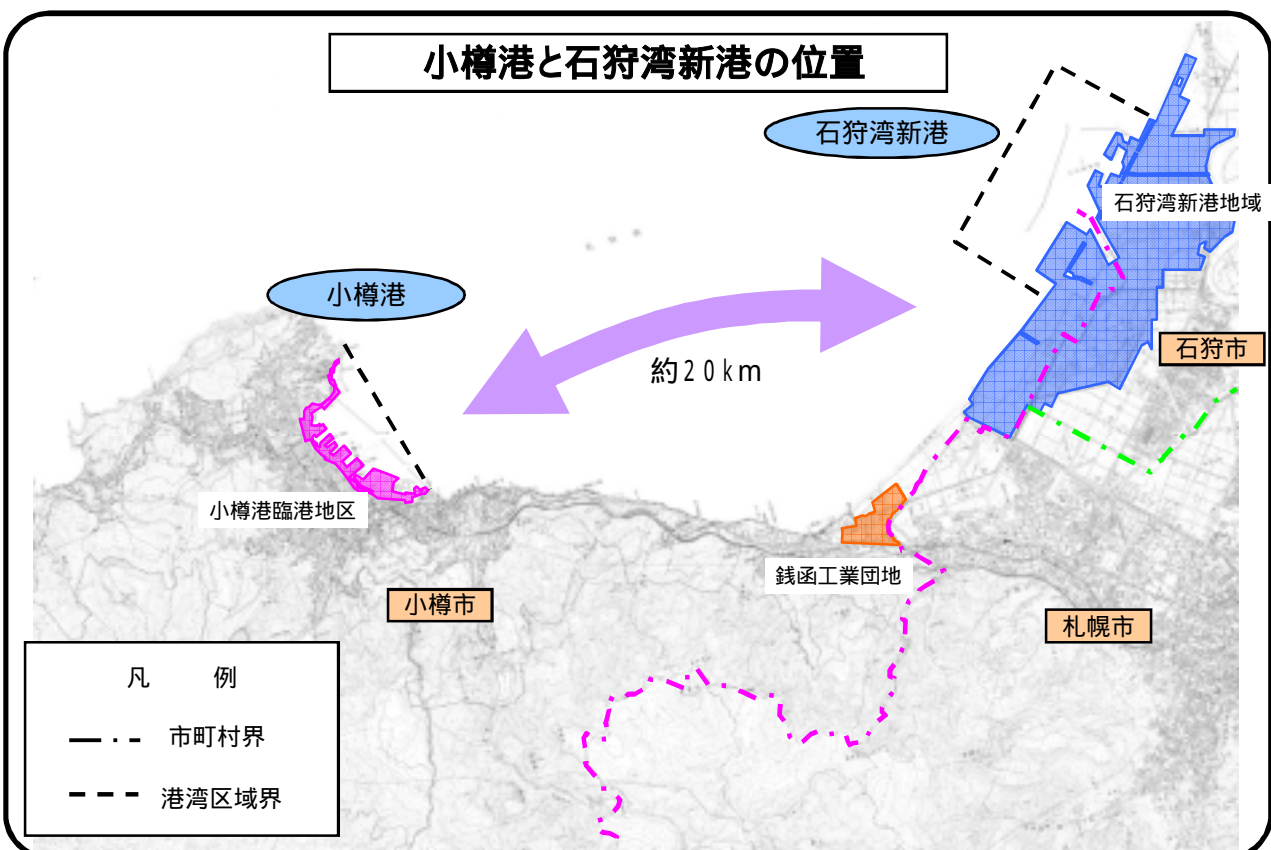 小樽港と石狩湾新港の位置
石狩湾新港
石狩湾新港地域
小樽港
約20km
石狩市
小樽港臨港地区
銭函工業団地
小樽市
札幌市
凡　例
市町村界
港湾区域界